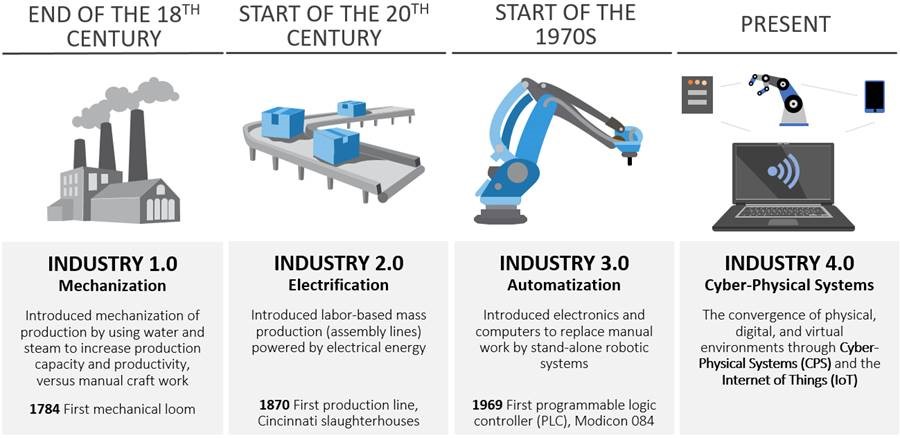 END OF THE 18TH
CENTURY
INDUSTRY 1.0
Mechanization
Introduced mechanization of
production by using water and
steam to increase production
capacity and productivity,
versus manual craft work
1784 First mechanical loom
START OF THE 20TH
CENTURY
INDUSTRY 2.0
Electrification
Introduced labor-based mass
production (assembly lines)
powered by electrical energy
1870 First production line,
Cincinnati slaughterhouses
START OF THE
1970S
INDUSTRY 3.0
Automatization
Introduced electronics and
computers to replace manual
work by stand-alone robotic
systems
1969 First programmable logic
controller (PLC), Modicon 084
PRESENT
INDUSTRY 4.0
Cyber-Physical Systems
The convergence of physical,
digital, and virtual
environments through Cyber-
Physical Systems (CPS) and the
Internet of Things (IoT)